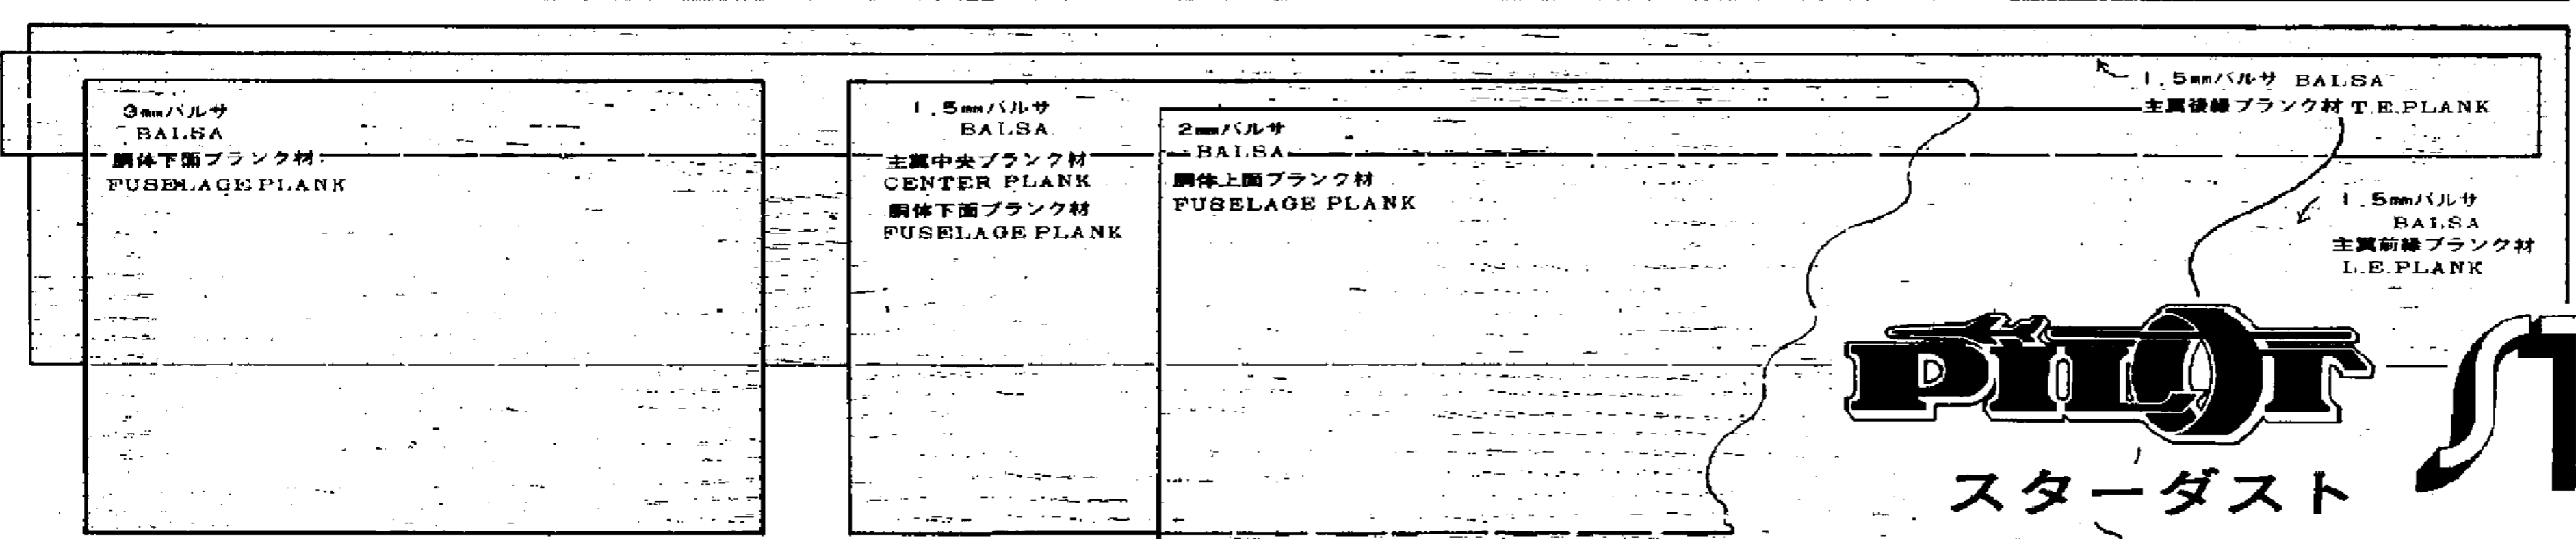 3mmバルサ
BALSA
胴体下面プランク材
FUSELAGE PLANK
1.5mmバルサ
BALSA
主翼中央プランク材
CENTER PLANK
胴体下面プランク材
FUSELAGE PLANK
2mmバルサ
BALSA
胴体上面プランク材
FUSELAGE PLANK
1.5mmバルサ BALSA
主翼後縁プランク材 T.E.PLANK
1.5mmバルサ
BALSA
主翼前縁プランク材
L.E.PLANK
PILOT
スターダスト
ST